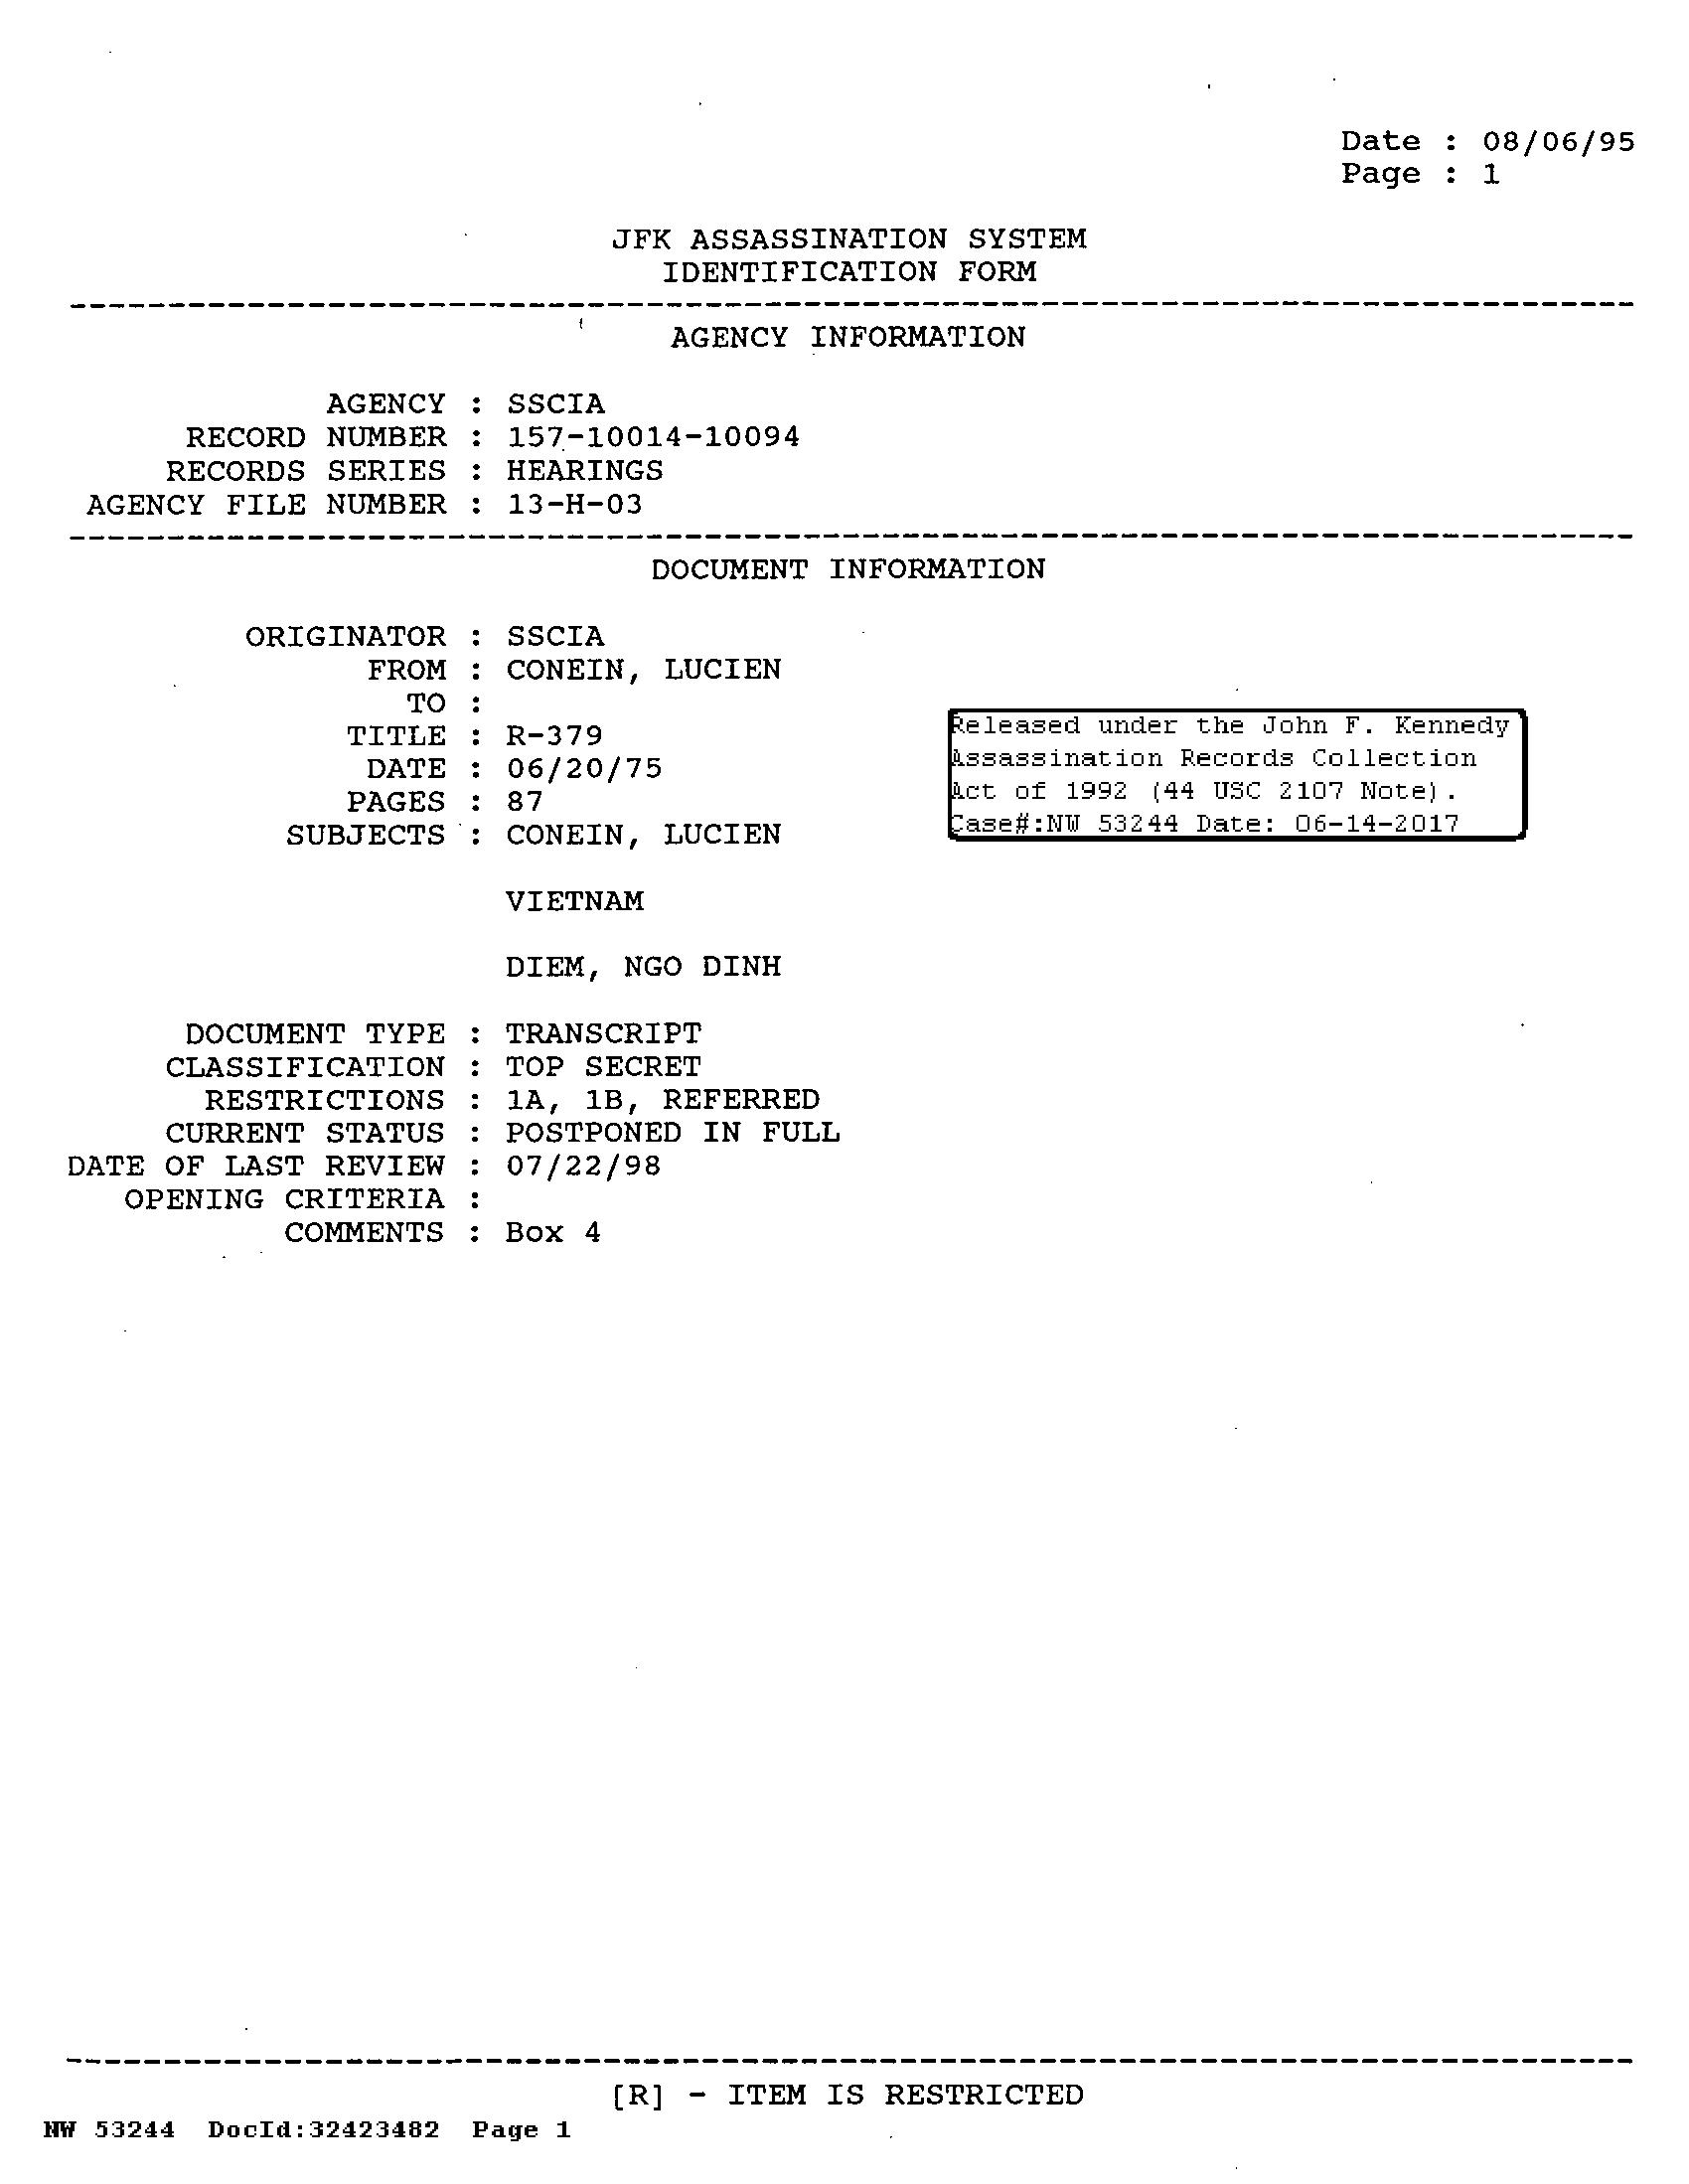 Date : 08/06/95
Page : 1
JFK ASSASSINATION SYSTEM
IDENTIFICATION FORM
--------------------------------------------------------------------------------
AGENCY INFORMATION
AGENCY : SSCIA
RECORD NUMBER : 157-10014-10094
RECORDS SERIES : HEARINGS
AGENCY FILE NUMBER : 13-H-03
--------------------------------------------------------------------------------
DOCUMENT INFORMATION
ORIGINATOR : SSCIA
FROM : CONEIN, LUCIEN
TO :
TITLE : R-379
DATE : 06/20/75
PAGES : 87
SUBJECTS : CONEIN, LUCIEN
VIETNAM
DIEM, NGO DINH
Released under the John F. Kennedy
Assassination Records Collection
Act of 1992 (44 USC 2107 Note).
Case#:NW 53244 Date: 06-14-2017
DOCUMENT TYPE : TRANSCRIPT
CLASSIFICATION : TOP SECRET
RESTRICTIONS : 1A, 1B, REFERRED
CURRENT STATUS : POSTPONED IN FULL
DATE OF LAST REVIEW : 07/22/98
OPENING CRITERIA :
COMMENTS : Box 4
--------------------------------------------------------------------------------
[R] - ITEM IS RESTRICTED
NW 53244 DocId:32423482 Page 1